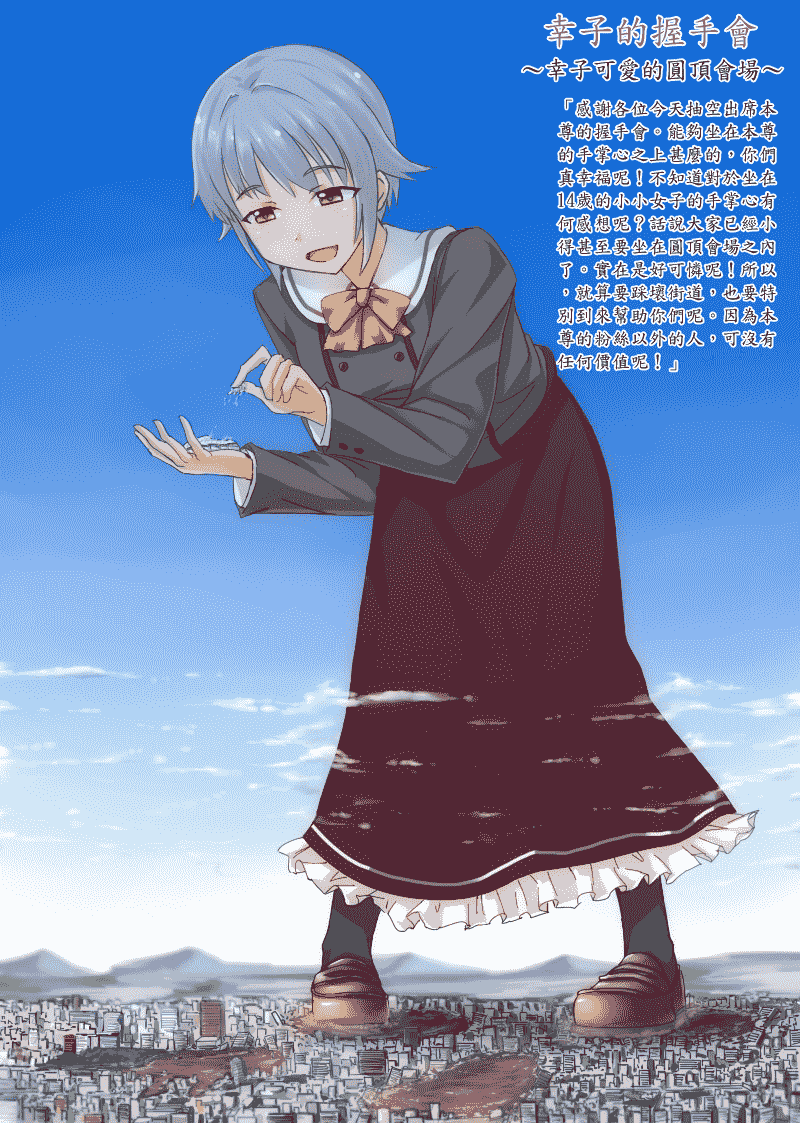 幸子的握手會
～幸子可愛的圓頂會場～
「感謝各位今天抽空出席本
尊的握手會。能夠坐在本尊
的手掌心之上甚麼的，你們
真幸福呢！不知道對於坐在
14歲的小小女子的手掌心有
何感想呢？話說大家已經小
得甚至要坐在圓頂會場之內
了。實在是好可憐呢！所以
，就算要踩壞街道，也要特
別到來幫助你們呢。因為本
尊的粉絲以外的人，可沒有
任何價值呢！」